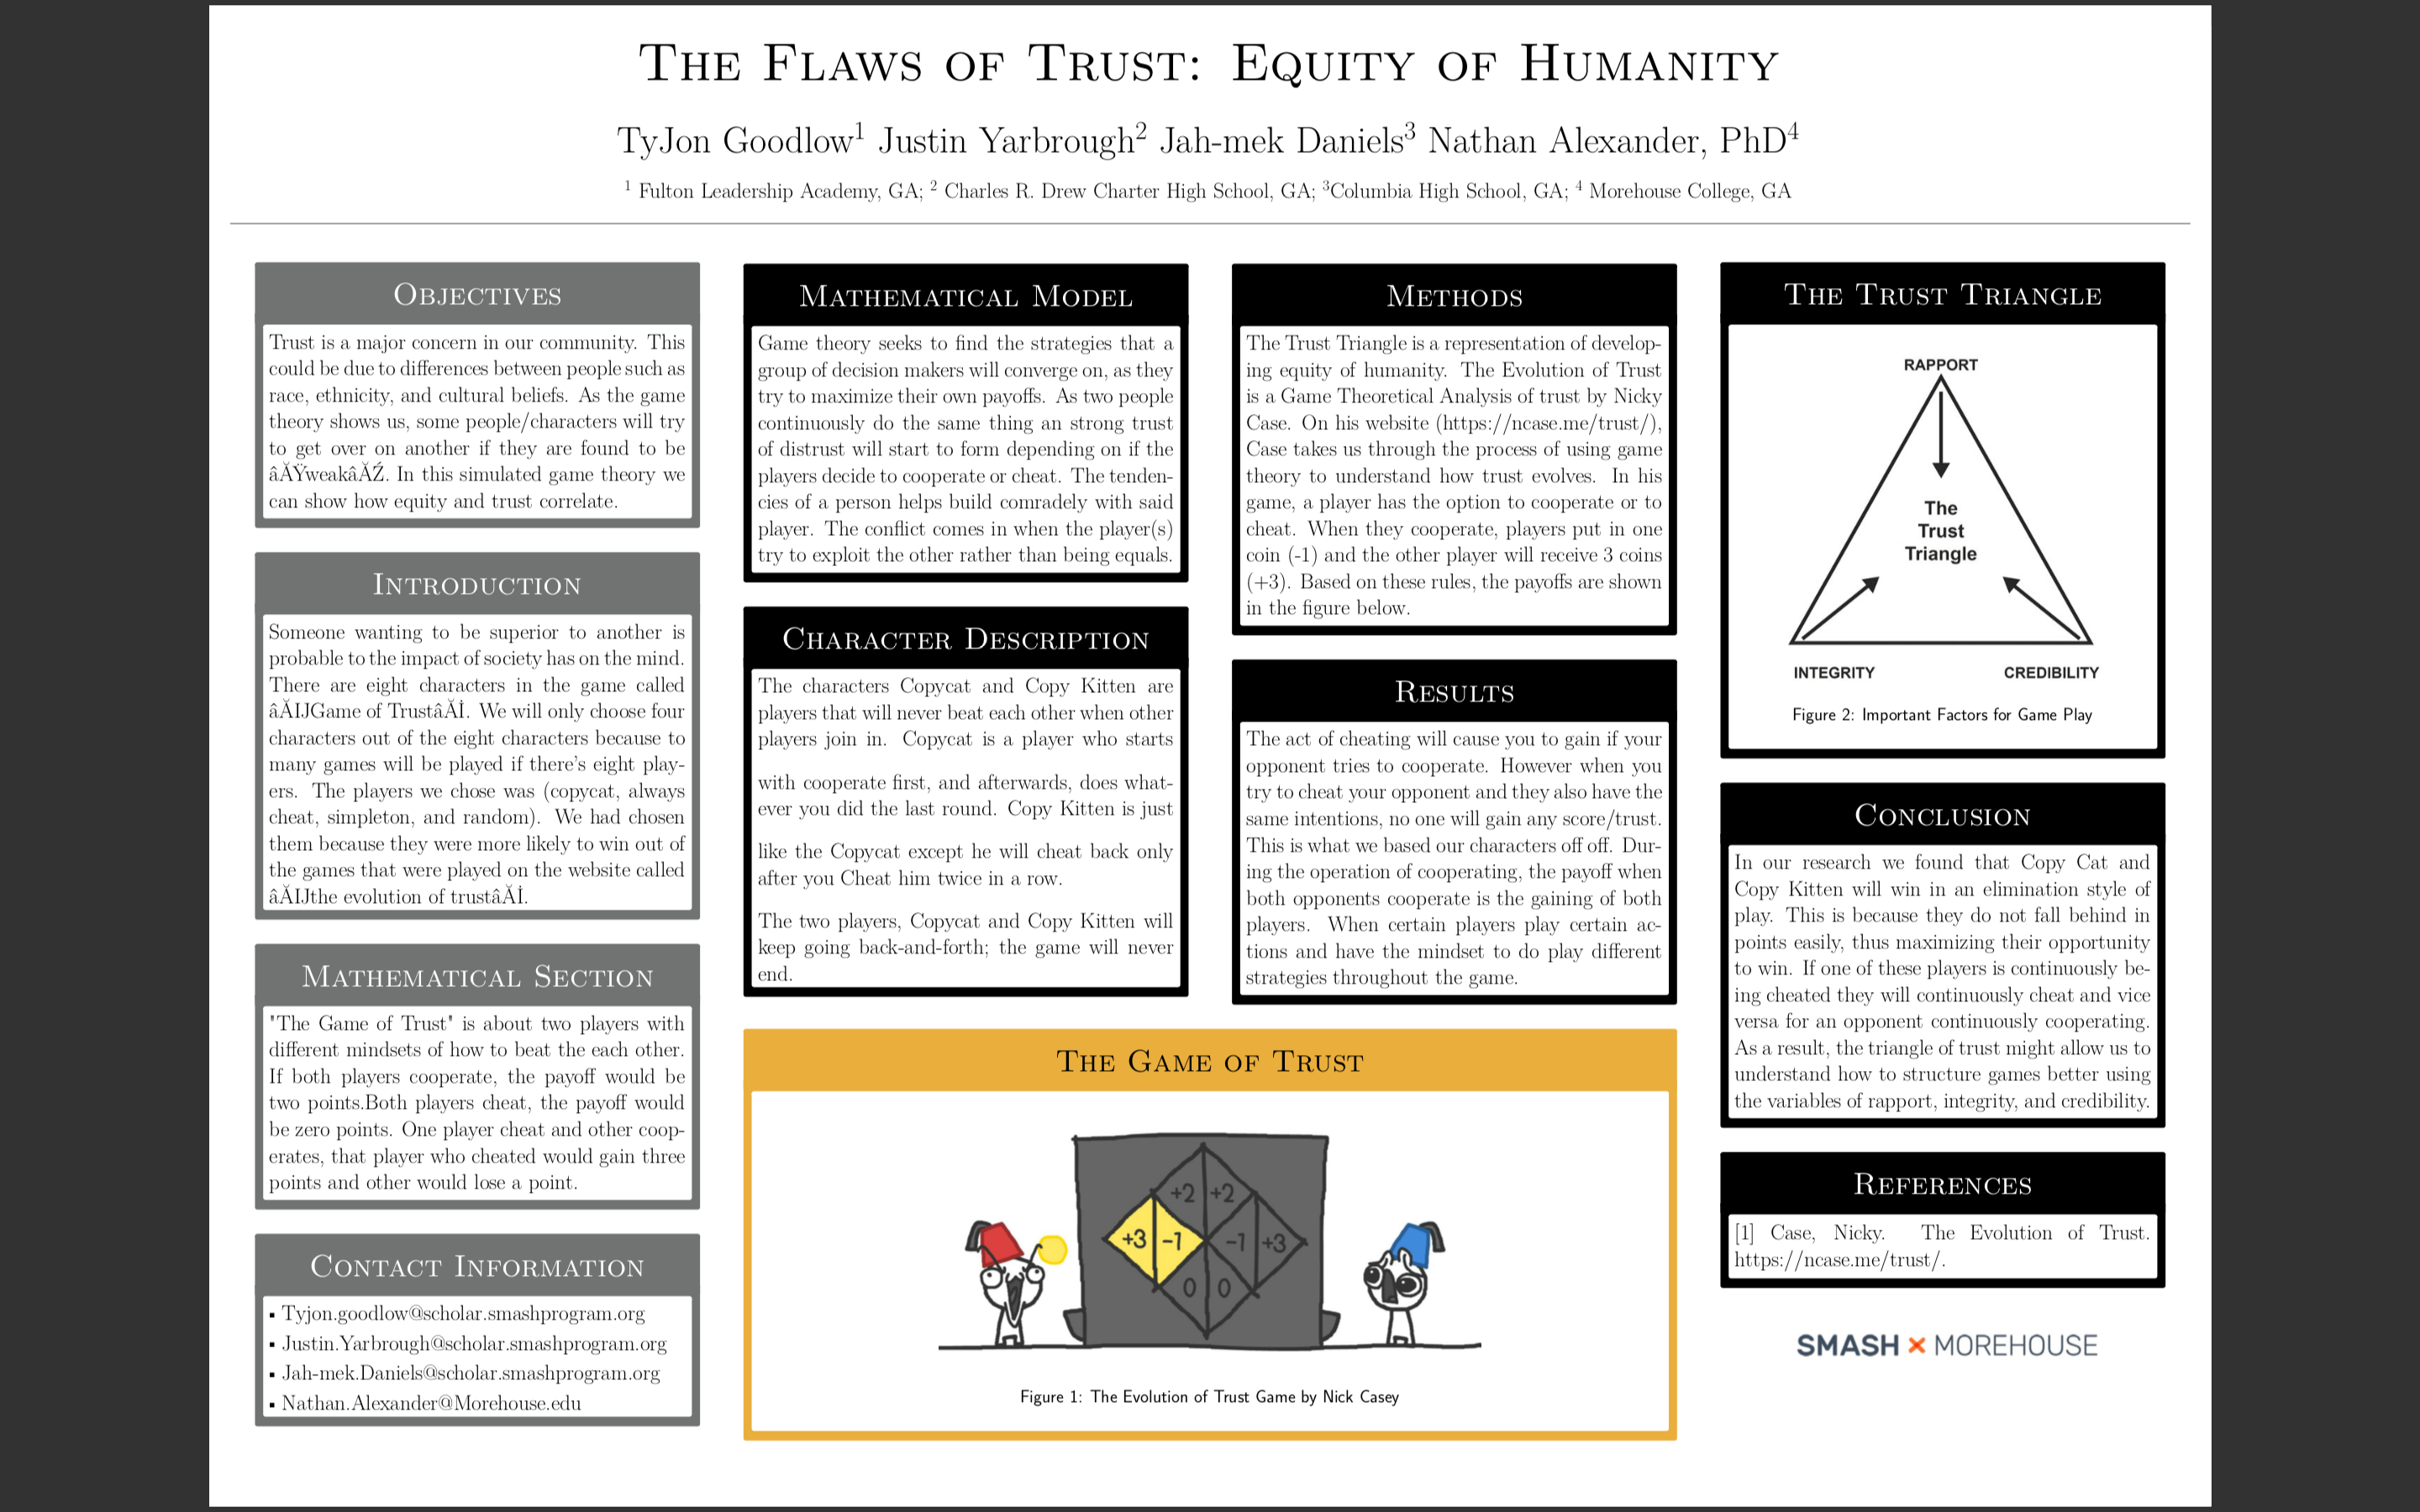 The Flaws of Trust: Equity of Humanity
TyJon Goodlow1 Justin Yarbrough2 Jah-mek Daniels3 Nathan Alexander, PhD4
1 Fulton Leadership Academy, GA; 2 Charles R. Drew Charter High School, GA; 3Columbia High School, GA; 4 Morehouse College, GA
Objectives
Trust is a major concern in our community. This
could be due to differences between people such as
race, ethnicity, and cultural beliefs. As the game
theory shows us, some people/characters will try
to get over on another if they are found to be
âĂŸweakâĂŹ. In this simulated game theory we
can show how equity and trust correlate.
Introduction
Someone wanting to be superior to another is
probable to the impact of society has on the mind.
There are eight characters in the game called
âĂIJGame of TrustâĂİ. We will only choose four
characters out of the eight characters because to
many games will be played if there's eight play-
ers. The players we chose was (copycat, always
cheat, simpleton, and random). We had chosen
them because they were more likely to win out of
the games that were played on the website called
âĂIJthe evolution of trustâĂİ.
Mathematical Section
"The Game of Trust" is about two players with
different mindsets of how to beat the each other.
If both players cooperate, the payoff would be
two points.Both players cheat, the payoff would
be zero points. One player cheat and other coop-
erates, that player who cheated would gain three
points and other would lose a point.
Contact Information
▪ Tyjon.goodlow@scholar.smashprogram.org
▪ Justin.Yarbrough@scholar.smashprogram.org
▪ Jah-mek.Daniels@scholar.smashprogram.org
▪ Nathan.Alexander@Morehouse.edu
Mathematical Model
Game theory seeks to find the strategies that a
group of decision makers will converge on, as they
try to maximize their own payoffs. As two people
continuously do the same thing an strong trust
of distrust will start to form depending on if the
players decide to cooperate or cheat. The tenden-
cies of a person helps build comradely with said
player. The conflict comes in when the player(s)
try to exploit the other rather than being equals.
Character Description
The characters Copycat and Copy Kitten are
players that will never beat each other when other
players join in. Copycat is a player who starts
with cooperate first, and afterwards, does what-
ever you did the last round. Copy Kitten is just
like the Copycat except he will cheat back only
after you Cheat him twice in a row.
The two players, Copycat and Copy Kitten will
keep going back-and-forth; the game will never
end.
Methods
The Trust Triangle is a representation of develop-
ing equity of humanity. The Evolution of Trust
is a Game Theoretical Analysis of trust by Nicky
Case. On his website (https://ncase.me/trust/),
Case takes us through the process of using game
theory to understand how trust evolves. In his
game, a player has the option to cooperate or to
cheat. When they cooperate, players put in one
coin (-1) and the other player will receive 3 coins
(+3). Based on these rules, the payoffs are shown
in the figure below.
Results
The act of cheating will cause you to gain if your
opponent tries to cooperate. However when you
try to cheat your opponent and they also have the
same intentions, no one will gain any score/trust.
This is what we based our characters off off. Dur-
ing the operation of cooperating, the payoff when
both opponents cooperate is the gaining of both
players. When certain players play certain ac-
tions and have the mindset to do play different
strategies throughout the game.
The Game of Trust
+2 +2
+3 -1 -1 +3
0 0
Figure 1: The Evolution of Trust Game by Nick Casey
The Trust Triangle
RAPPORT
The
Trust
Triangle
INTEGRITY CREDIBILITY
Figure 2: Important Factors for Game Play
Conclusion
In our research we found that Copy Cat and
Copy Kitten will win in an elimination style of
play. This is because they do not fall behind in
points easily, thus maximizing their opportunity
to win. If one of these players is continuously be-
ing cheated they will continuously cheat and vice
versa for an opponent continuously cooperating.
As a result, the triangle of trust might allow us to
understand how to structure games better using
the variables of rapport, integrity, and credibility.
References
[1] Case, Nicky. The Evolution of Trust.
https://ncase.me/trust/.
SMASH × MOREHOUSE